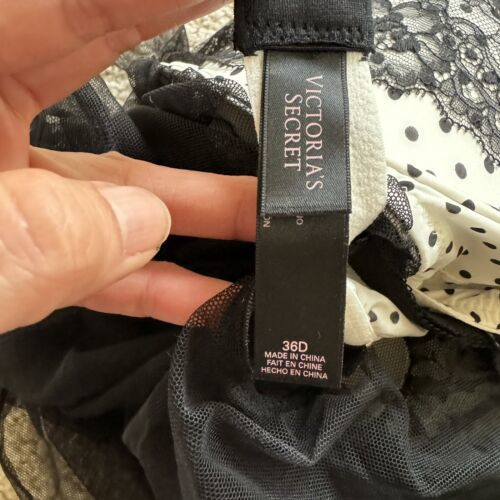 VICTORIA'S
SECRET
36D
MADE IN CHINA
FAIT EN CHINE
HECHO EN CHINA